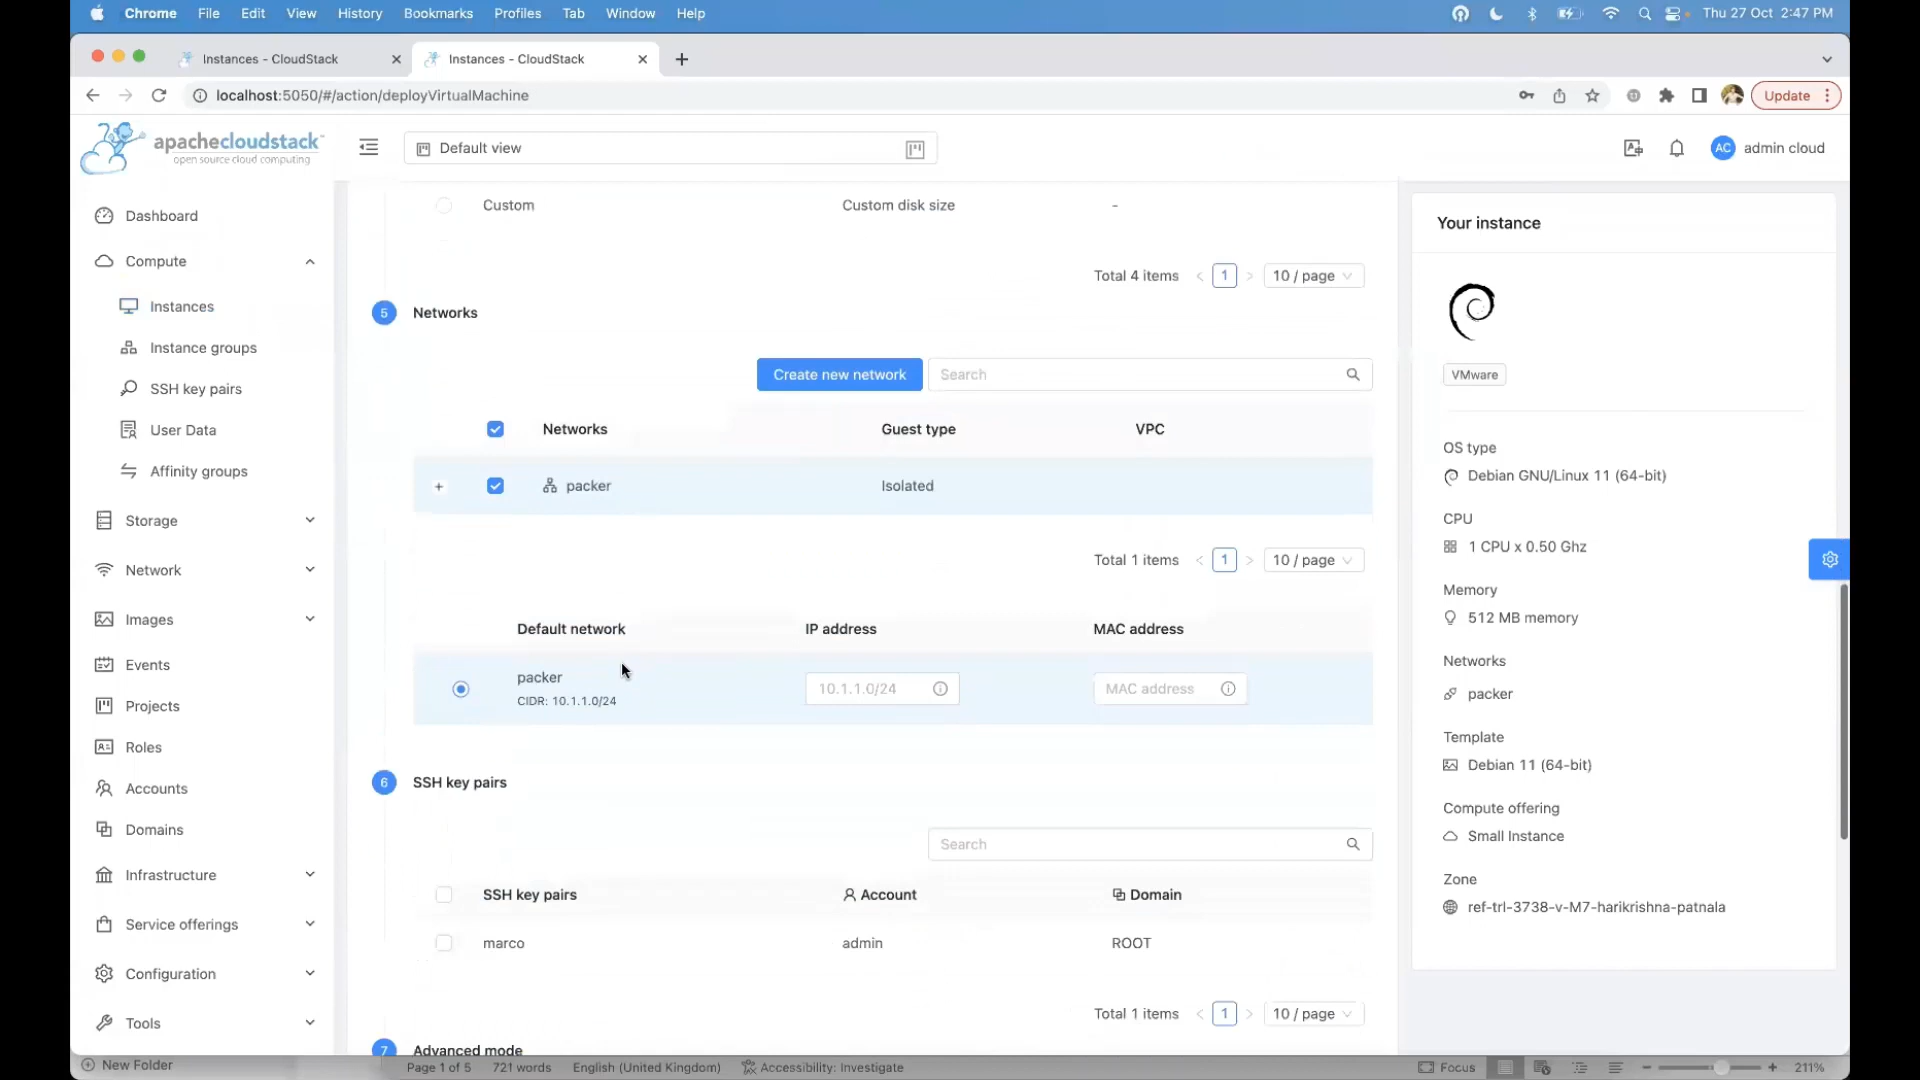 Chrome File Edit View History Bookmarks Profiles Tab Window Help Thu 27 Oct 2:47 PM
Instances - CloudStack Instances - CloudStack
localhost:5050/#/action/deployVirtualMachine Update
apachecloudstack
open source cloud computing
Default view
AC admin cloud
Dashboard
Compute
Instances
Instance groups
SSH key pairs
User Data
Affinity groups
Storage
Network
Images
Events
Projects
Roles
Accounts
Domains
Infrastructure
Service offerings
Configuration
Tools
Custom Custom disk size -
Total 4 items < 1 > 10 / page
5 Networks
Create new network Search
Networks Guest type VPC
+ packer Isolated
Total 1 items < 1 > 10 / page
Default network IP address MAC address
packer 10.1.1.0/24 MAC address
CIDR: 10.1.1.0/24
6 SSH key pairs
Search
SSH key pairs Account Domain
marco admin ROOT
Total 1 items < 1 > 10 / page
7 Advanced mode
Your instance
VMware
OS type
Debian GNU/Linux 11 (64-bit)
CPU
1 CPU x 0.50 Ghz
Memory
512 MB memory
Networks
packer
Template
Debian 11 (64-bit)
Compute offering
Small Instance
Zone
ref-trl-3738-v-M7-harikrishna-patnala
New Folder Page 1 of 5 721 words English (United Kingdom) Accessibility: Investigate Focus 211%